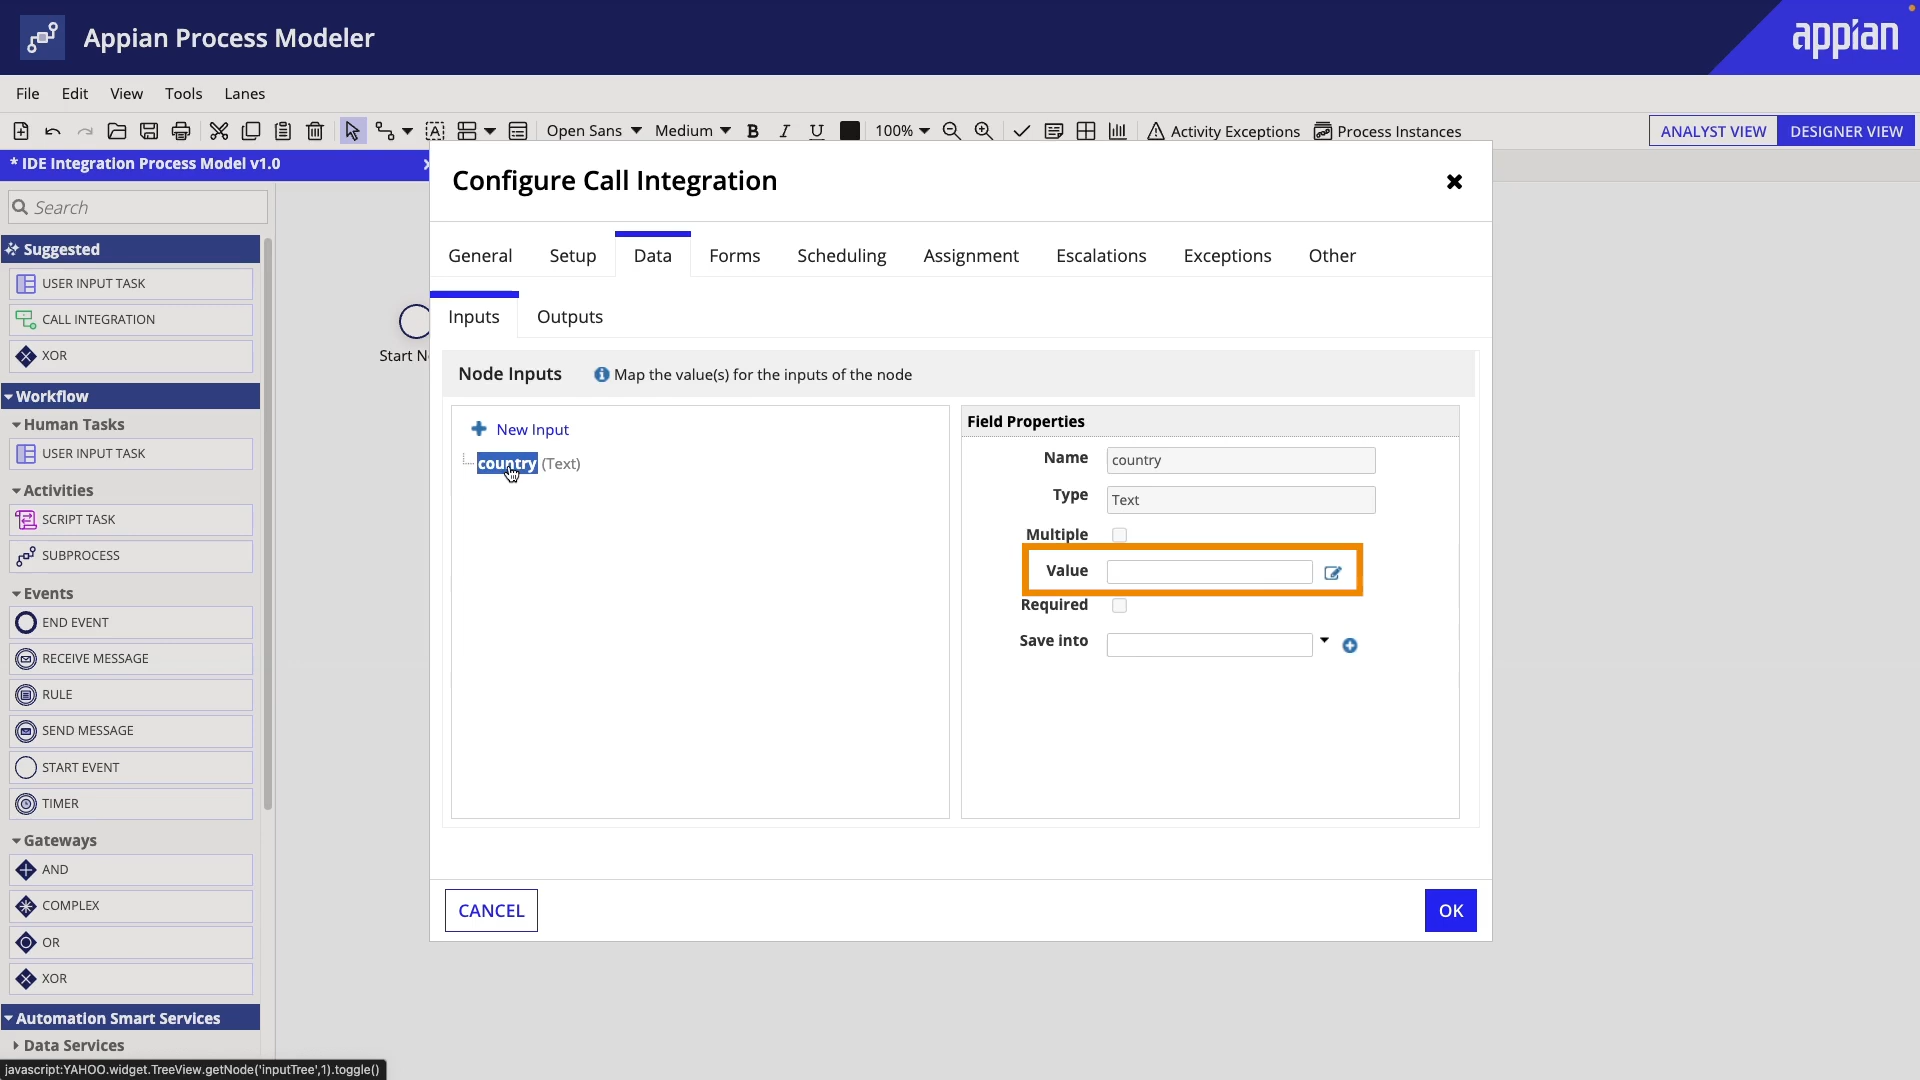 Appian Process Modeler
appian
File Edit View Tools Lanes
Open Sans Medium B I U 100% Activity Exceptions Process Instances ANALYST VIEW DESIGNER VIEW
* IDE Integration Process Model v1.0
Search
Suggested
USER INPUT TASK
CALL INTEGRATION
XOR
Workflow
Human Tasks
USER INPUT TASK
Activities
SCRIPT TASK
SUBPROCESS
Events
END EVENT
RECEIVE MESSAGE
RULE
SEND MESSAGE
START EVENT
TIMER
Gateways
AND
COMPLEX
OR
XOR
Automation Smart Services
Data Services
javascript:YAHOO.widget.TreeView.getNode('inputTree',1).toggle()
Start N
Configure Call Integration
General Setup Data Forms Scheduling Assignment Escalations Exceptions Other
Inputs Outputs
Node Inputs Map the value(s) for the inputs of the node
New Input
country (Text)
Field Properties
Name country
Type Text
Multiple
Value
Required
Save into
CANCEL OK